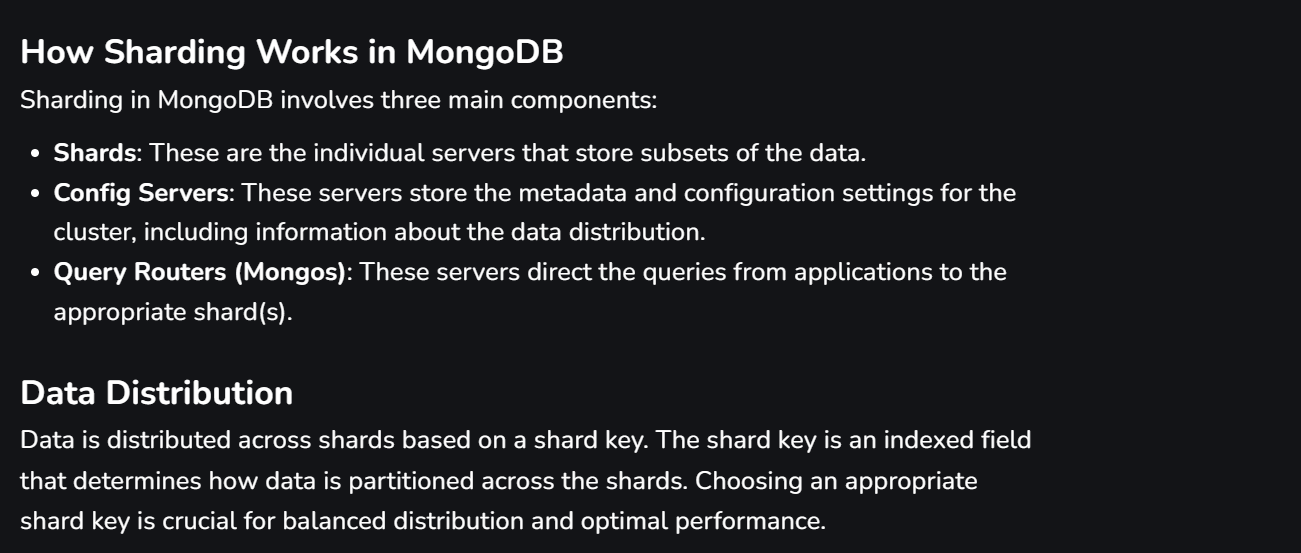 How Sharding Works in MongoDB
Sharding in MongoDB involves three main components:
• Shards: These are the individual servers that store subsets of the data.
• Config Servers: These servers store the metadata and configuration settings for the
cluster, including information about the data distribution.
• Query Routers (Mongos): These servers direct the queries from applications to the
appropriate shard(s).
Data Distribution
Data is distributed across shards based on a shard key. The shard key is an indexed field
that determines how data is partitioned across the shards. Choosing an appropriate
shard key is crucial for balanced distribution and optimal performance.